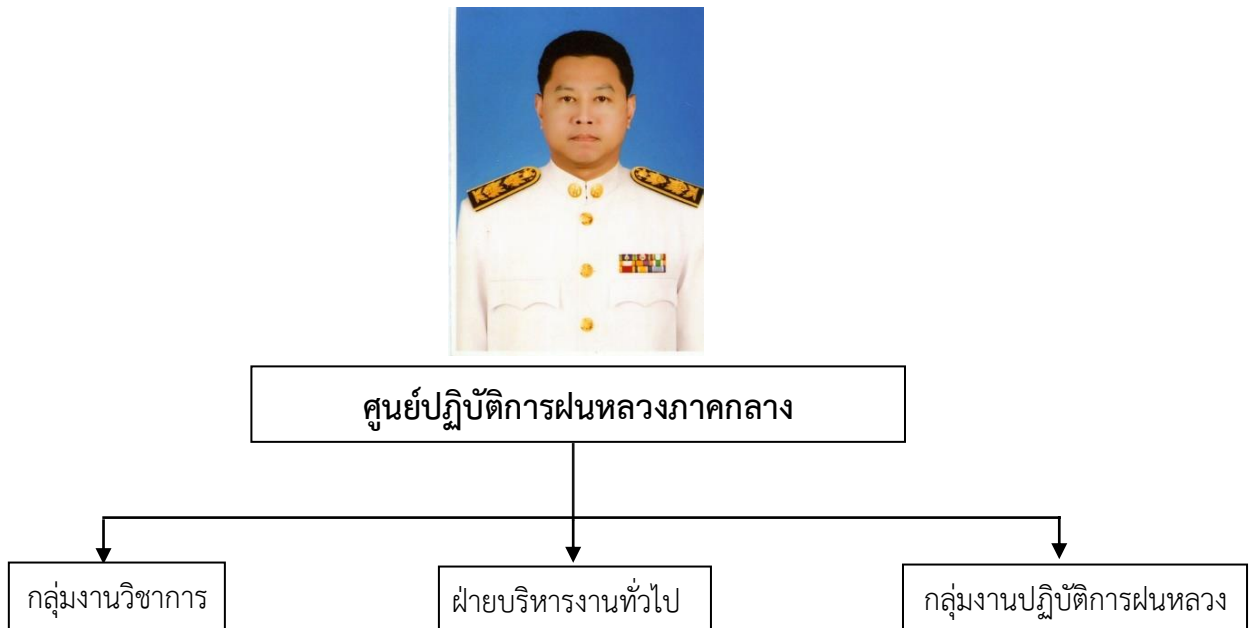 ศูนย์ปฏิบัติการฝนหลวงภาคกลาง
กลุ่มงานวิชาการ
ฝ่ายบริหารงานทั่วไป
กลุ่มงานปฏิบัติการฝนหลวง